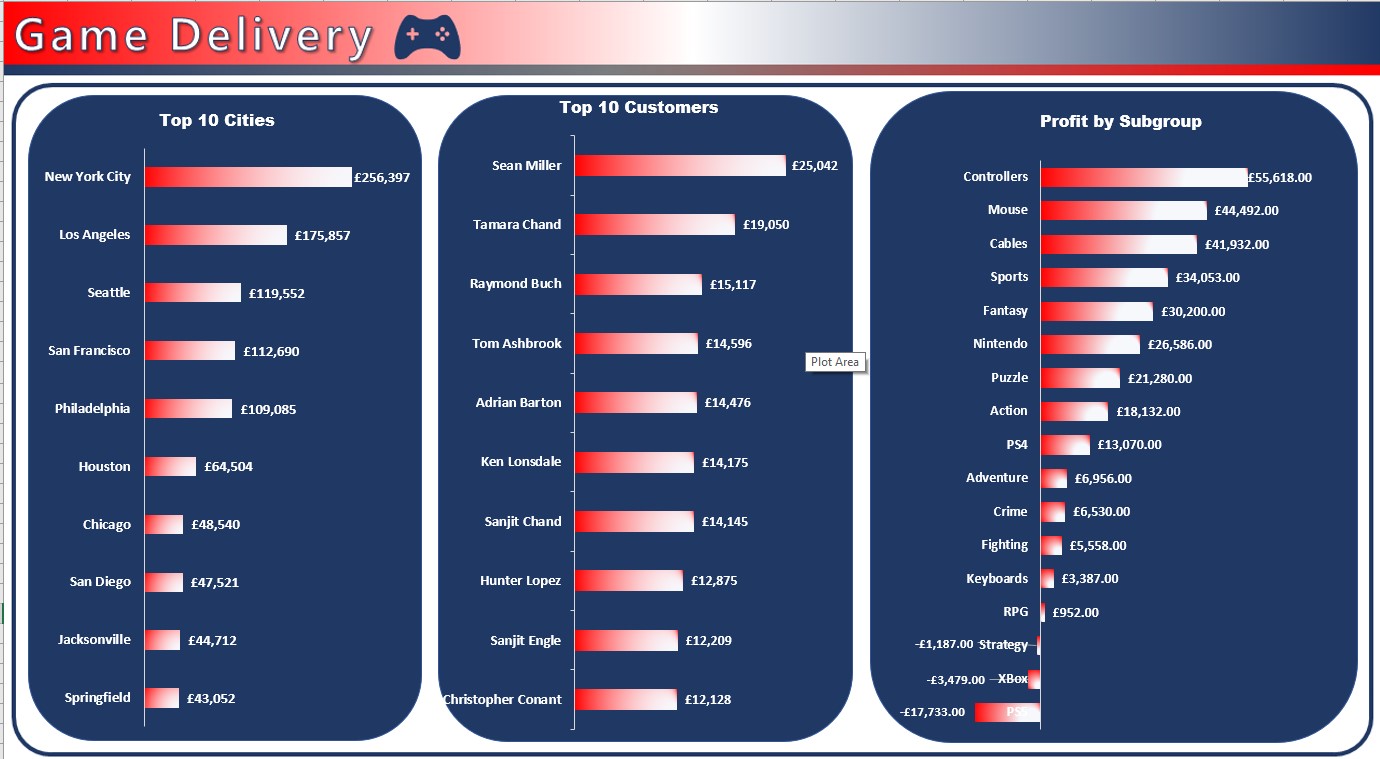 Game Delivery
Top 10 Cities
New York City £256,397
Los Angeles £175,857
Seattle £119,552
San Francisco £112,690
Philadelphia £109,085
Houston £64,504
Chicago £48,540
San Diego £47,521
Jacksonville £44,712
Springfield £43,052
Top 10 Customers
Sean Miller £25,042
Tamara Chand £19,050
Raymond Buch £15,117
Tom Ashbrook £14,596
Plot Area
Adrian Barton £14,476
Ken Lonsdale £14,175
Sanjit Chand £14,145
Hunter Lopez £12,875
Sanjit Engle £12,209
Christopher Conant £12,128
Profit by Subgroup
Controllers £55,618.00
Mouse £44,492.00
Cables £41,932.00
Sports £34,053.00
Fantasy £30,200.00
Nintendo £26,586.00
Puzzle £21,280.00
Action £18,132.00
PS4 £13,070.00
Adventure £6,956.00
Crime £6,530.00
Fighting £5,558.00
Keyboards £3,387.00
RPG £952.00
-£1,187.00 Strategy
-£3,479.00 XBox
-£17,733.00